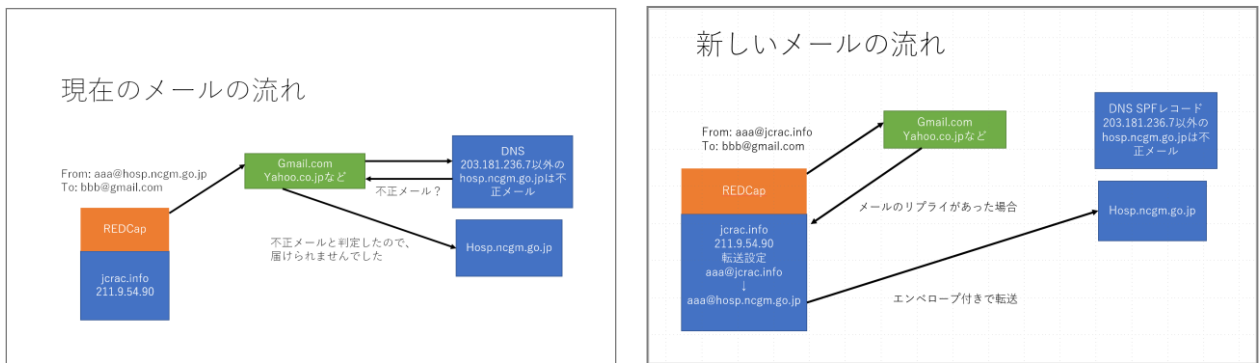 現在のメールの流れ
From: aaa@hosp.ncgm.go.jp
To: bbb@gmail.com
REDCap
jcrac.info
211.9.54.90
Gmail.com
Yahoo.co.jpなど
DNS
203.181.236.7以外の
hosp.ncgm.go.jpは不
正メール
不正メール？
不正メールと判定したので、
届けられませんでした
Hosp.ncgm.go.jp
新しいメールの流れ
From: aaa@jcrac.info
To: bbb@gmail.com
REDCap
jcrac.info
211.9.54.90
転送設定
aaa@jcrac.info
↓
aaa@hosp.ncgm.go.jp
Gmail.com
Yahoo.co.jpなど
DNS SPFレコード
203.181.236.7以外の
hosp.ncgm.go.jpは不
正メール
メールのリプライがあった場合
Hosp.ncgm.go.jp
エンベロープ付きで転送